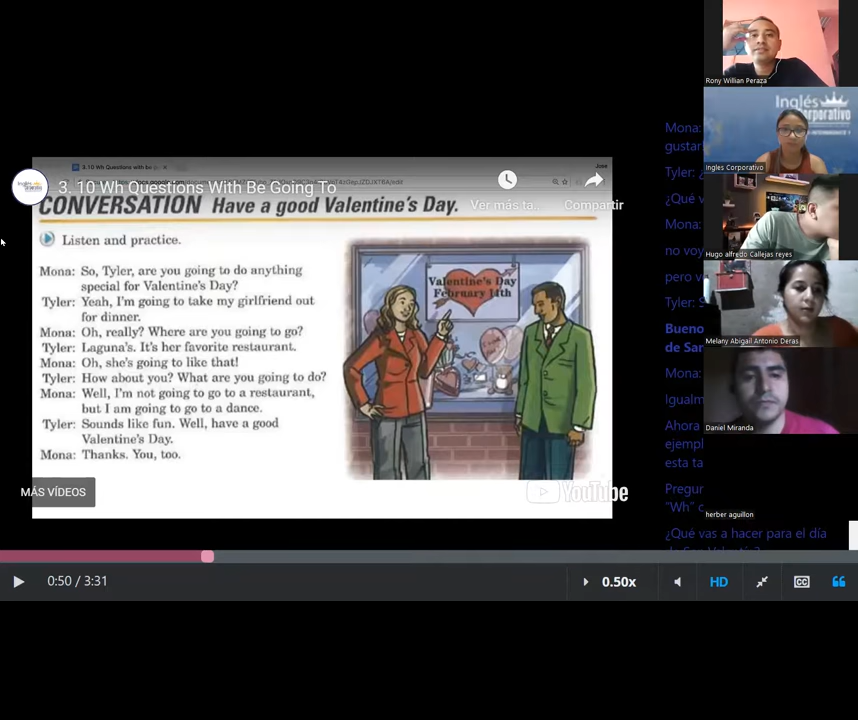 3. 10 Wh Questions With Be Going To
Ver más ta...
Compartir
CONVERSATION Have a good Valentine's Day.
Listen and practice.
Mona: So, Tyler, are you going to do anything
special for Valentine's Day?
Tyler: Yeah, I'm going to take my girlfriend out
for dinner.
Mona: Oh, really? Where are you going to go?
Tyler: Laguna's. It's her favorite restaurant.
Mona: Oh, she's going to like that!
Tyler: How about you? What are you going to do?
Mona: Well, I'm not going to go to a restaurant,
but I am going to go to a dance.
Tyler: Sounds like fun. Well, have a good
Valentine's Day.
Mona: Thanks. You, too.
Valentine's Day
February 14th
MÁS VÍDEOS
YouTube
0:50 / 3:31
0.50x
HD
CC
Mona:
gustar
Tyler: ¿
¿Qué v
Mona:
no voy
pero v
Tyler: S
Bueno
de San
Mona:
Igualm
Ahora
ejempl
esta ta
Pregun
"Wh" c
¿Qué vas a hacer para el día
Rony Willian Peraza
Inglés
Corporativo
Ingles Corporativo
Hugo alfredo Callejas reyes
Melany Abigail Antonio Deras
Daniel Miranda
herber aguillon